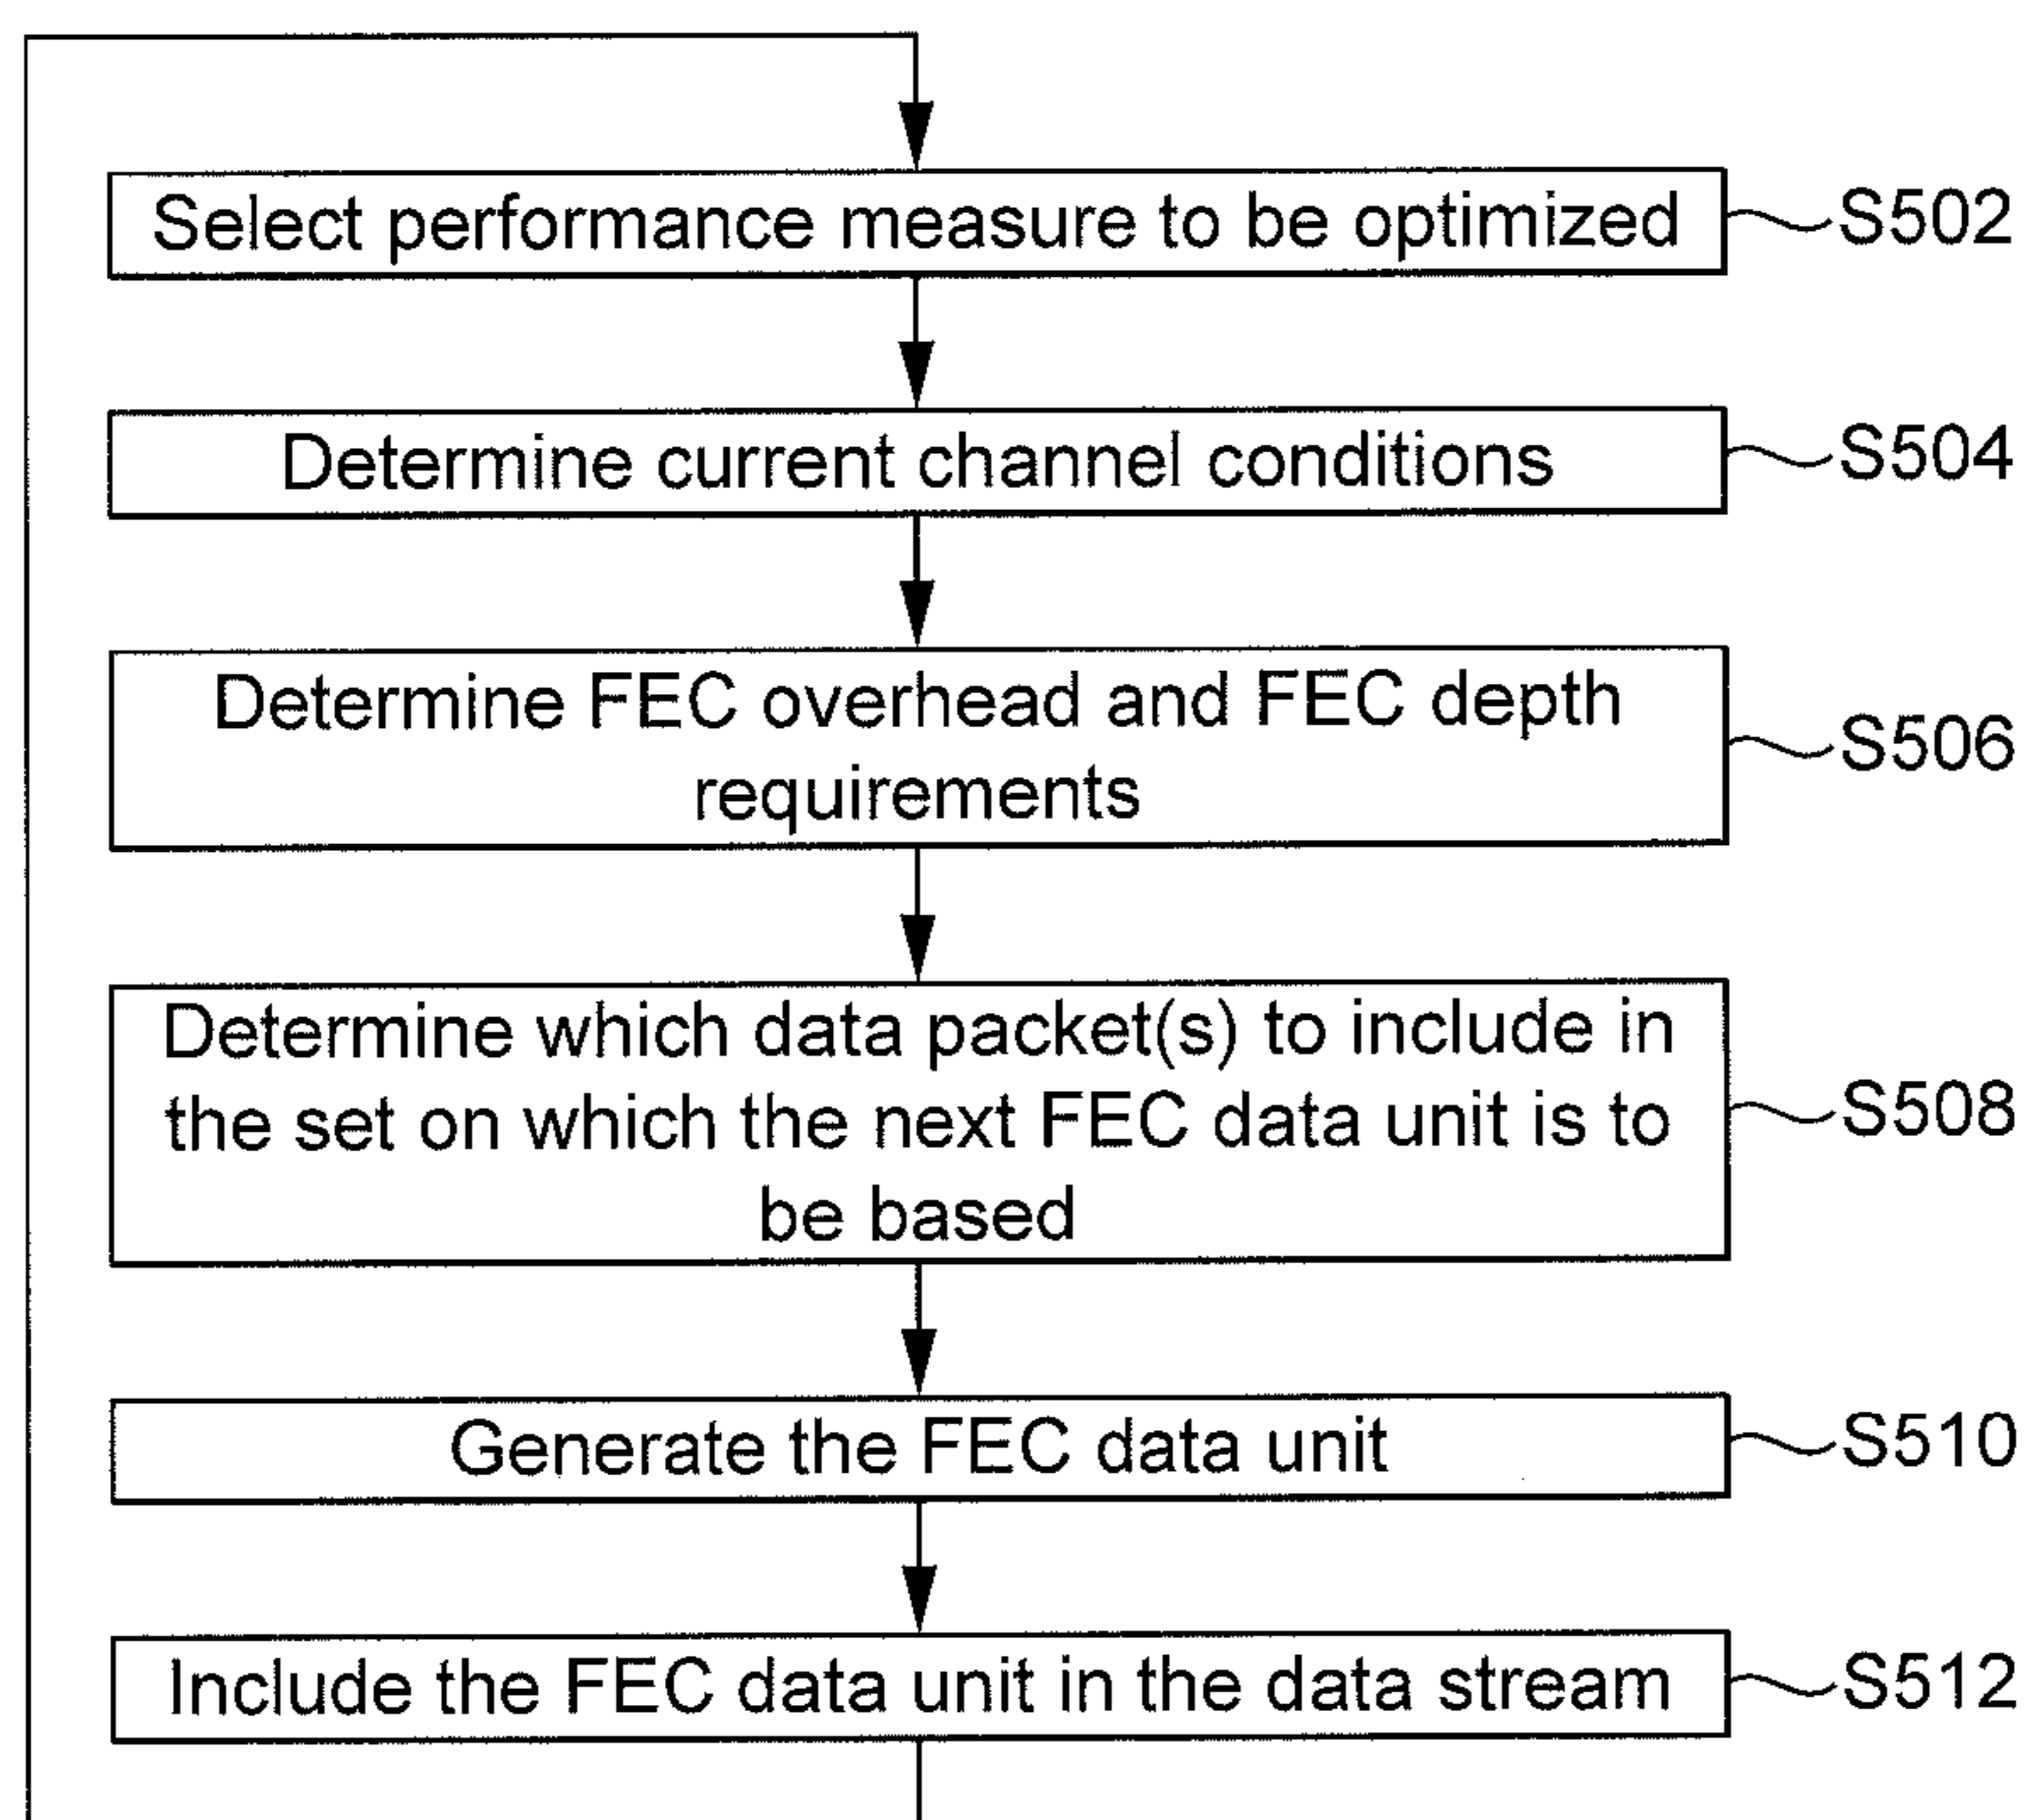 Select performance measure to be optimized
S502
Determine current channel conditions
S504
Determine FEC overhead and FEC depth
requirements
S506
Determine which data packet(s) to include in
the set on which the next FEC data unit is to
be based
S508
Generate the FEC data unit
S510
Include the FEC data unit in the data stream
S512